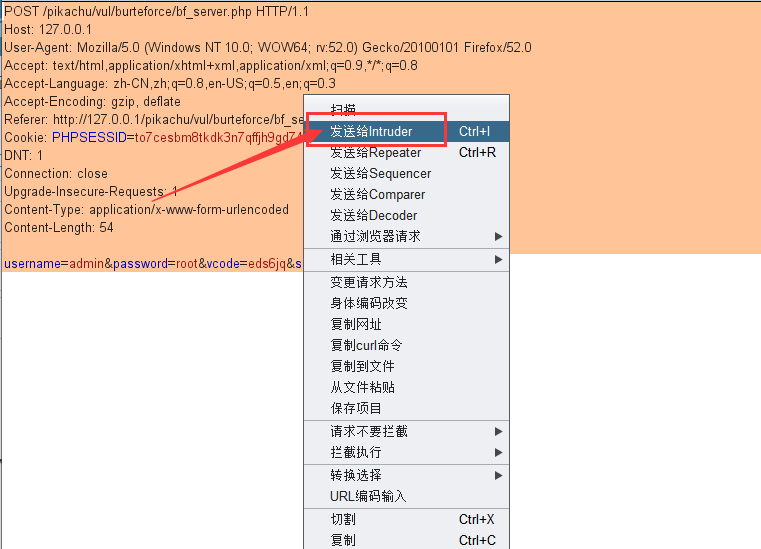 POST /pikachu/vul/burteforce/bf_server.php HTTP/1.1
Host: 127.0.0.1
User-Agent: Mozilla/5.0 (Windows NT 10.0; WOW64; rv:52.0) Gecko/20100101 Firefox/52.0
Accept: text/html,application/xhtml+xml,application/xml;q=0.9,*/*;q=0.8
Accept-Language: zh-CN,zh;q=0.8,en-US;q=0.5,en;q=0.3
Accept-Encoding: gzip, deflate
Referer: http://127.0.0.1/pikachu/vul/burteforce/bf_se
Cookie: PHPSESSID=to7cesbm8tkdk3n7qffjh9gd74
DNT: 1
Connection: close
Upgrade-Insecure-Requests: 1
Content-Type: application/x-www-form-urlencoded
Content-Length: 54
username=admin&password=root&vcode=eds6jq&s
扫描
发送给Intruder Ctrl+I
发送给Repeater Ctrl+R
发送给Sequencer
发送给Comparer
发送给Decoder
通过浏览器请求
相关工具
变更请求方法
身体编码改变
复制网址
复制curl命令
复制到文件
从文件粘贴
保存项目
请求不要拦截
拦截执行
转换选择
URL编码输入
切割 Ctrl+X
复制 Ctrl+C